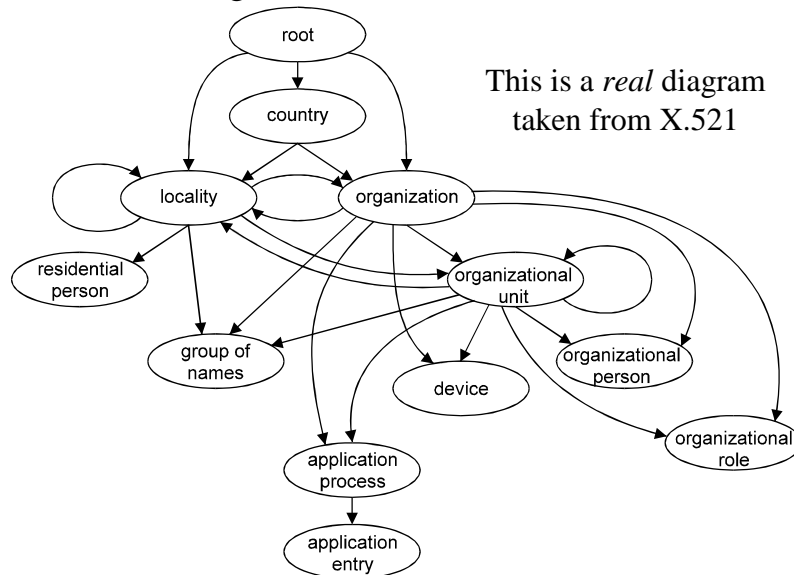 root
This is a real diagram
taken from X.521
country
locality
organization
residential
person
organizational
unit
group of
names
device
organizational
person
application
process
organizational
role
application
entry